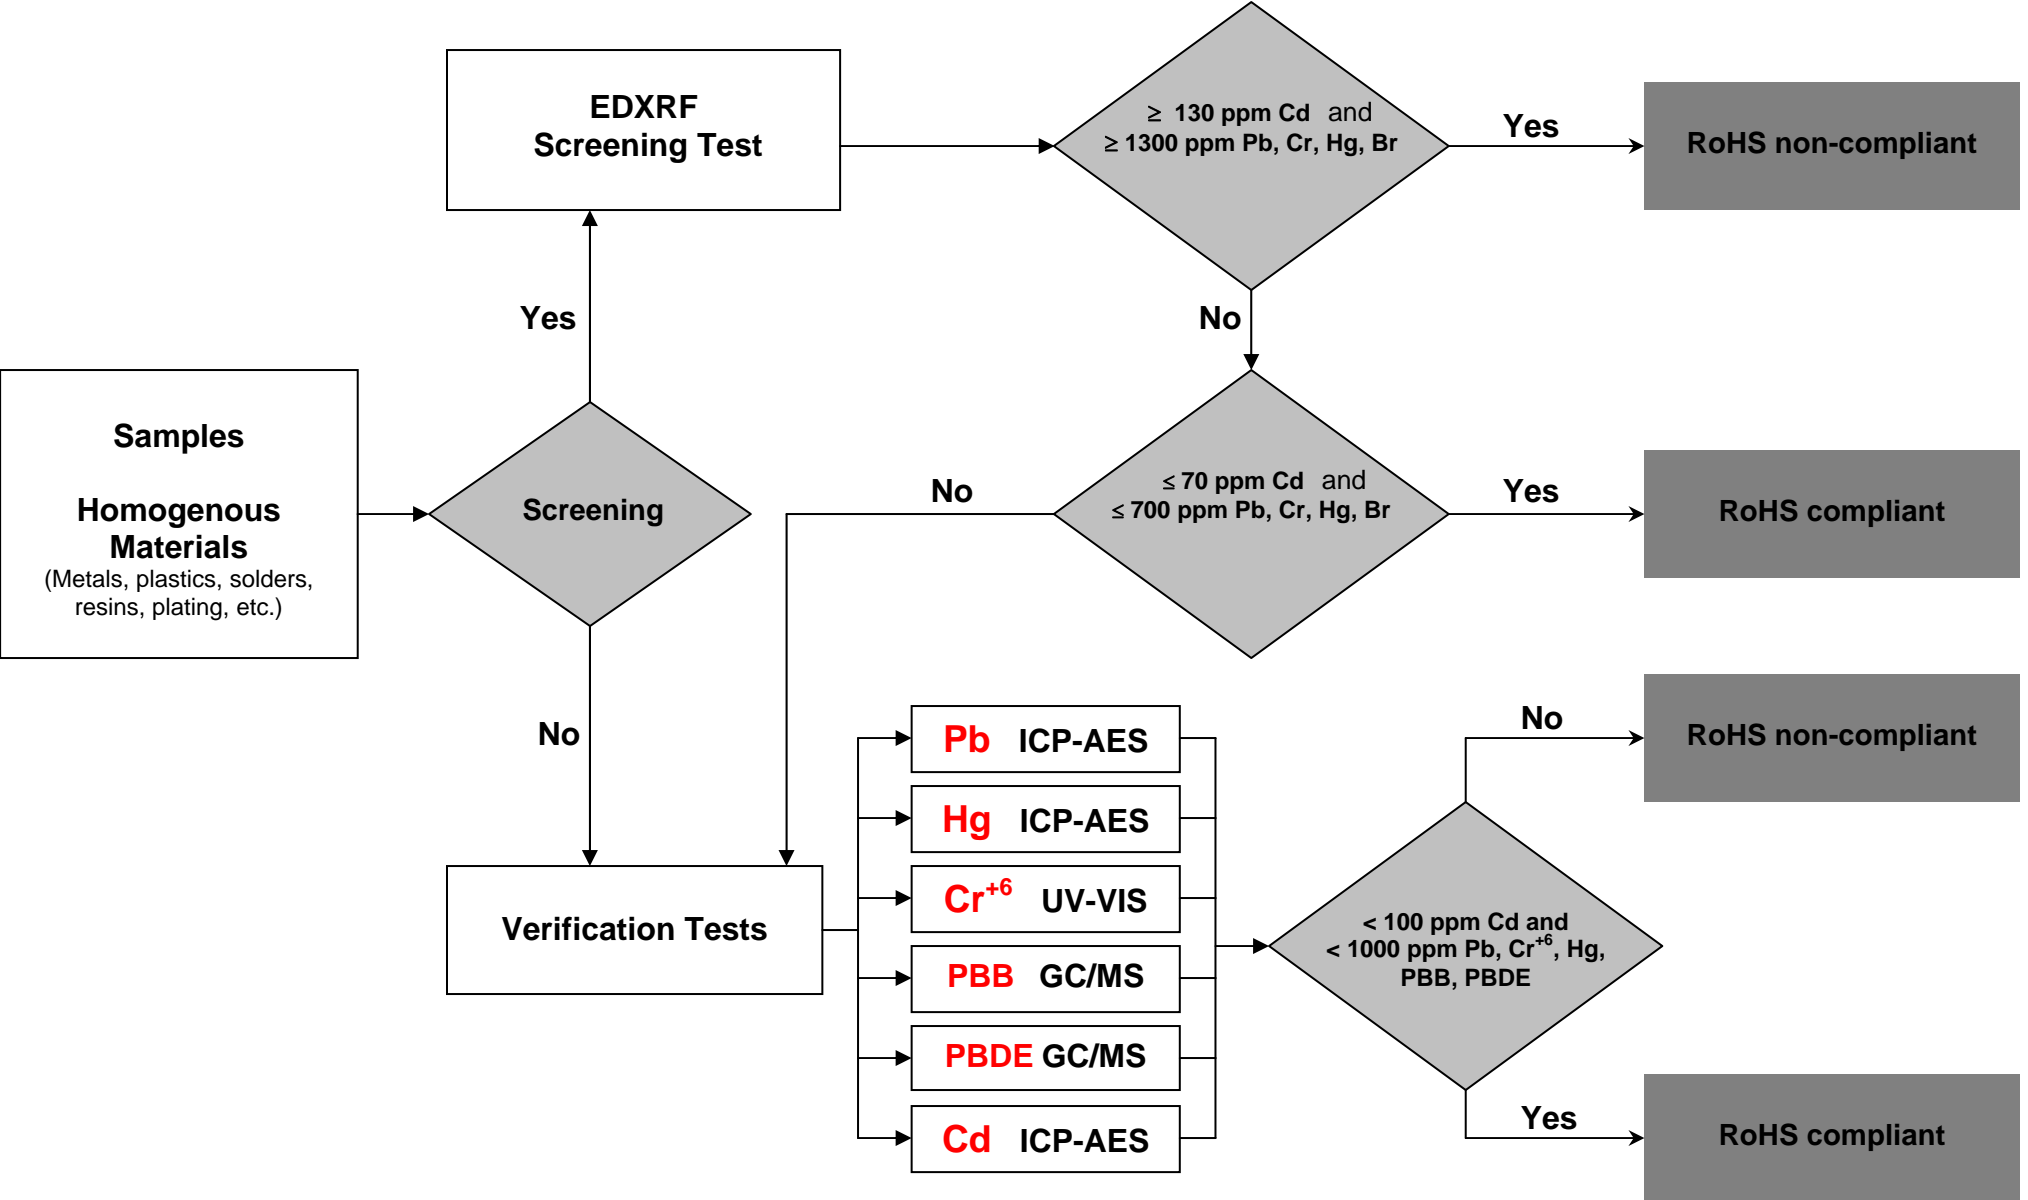 EDXRF
Screening Test
≥ 130 ppm Cd and
≥ 1300 ppm Pb, Cr, Hg, Br
Yes
RoHS non-compliant
Yes
No
Samples
Homogenous
Materials
(Metals, plastics, solders,
resins, plating, etc.)
Screening
No
≤ 70 ppm Cd and
≤ 700 ppm Pb, Cr, Hg, Br
Yes
RoHS compliant
No
Verification Tests
Pb ICP-AES
Hg ICP-AES
Cr⁺⁶ UV-VIS
PBB GC/MS
PBDE GC/MS
Cd ICP-AES
< 100 ppm Cd and
< 1000 ppm Pb, Cr⁺⁶, Hg,
PBB, PBDE
No
RoHS non-compliant
Yes
RoHS compliant